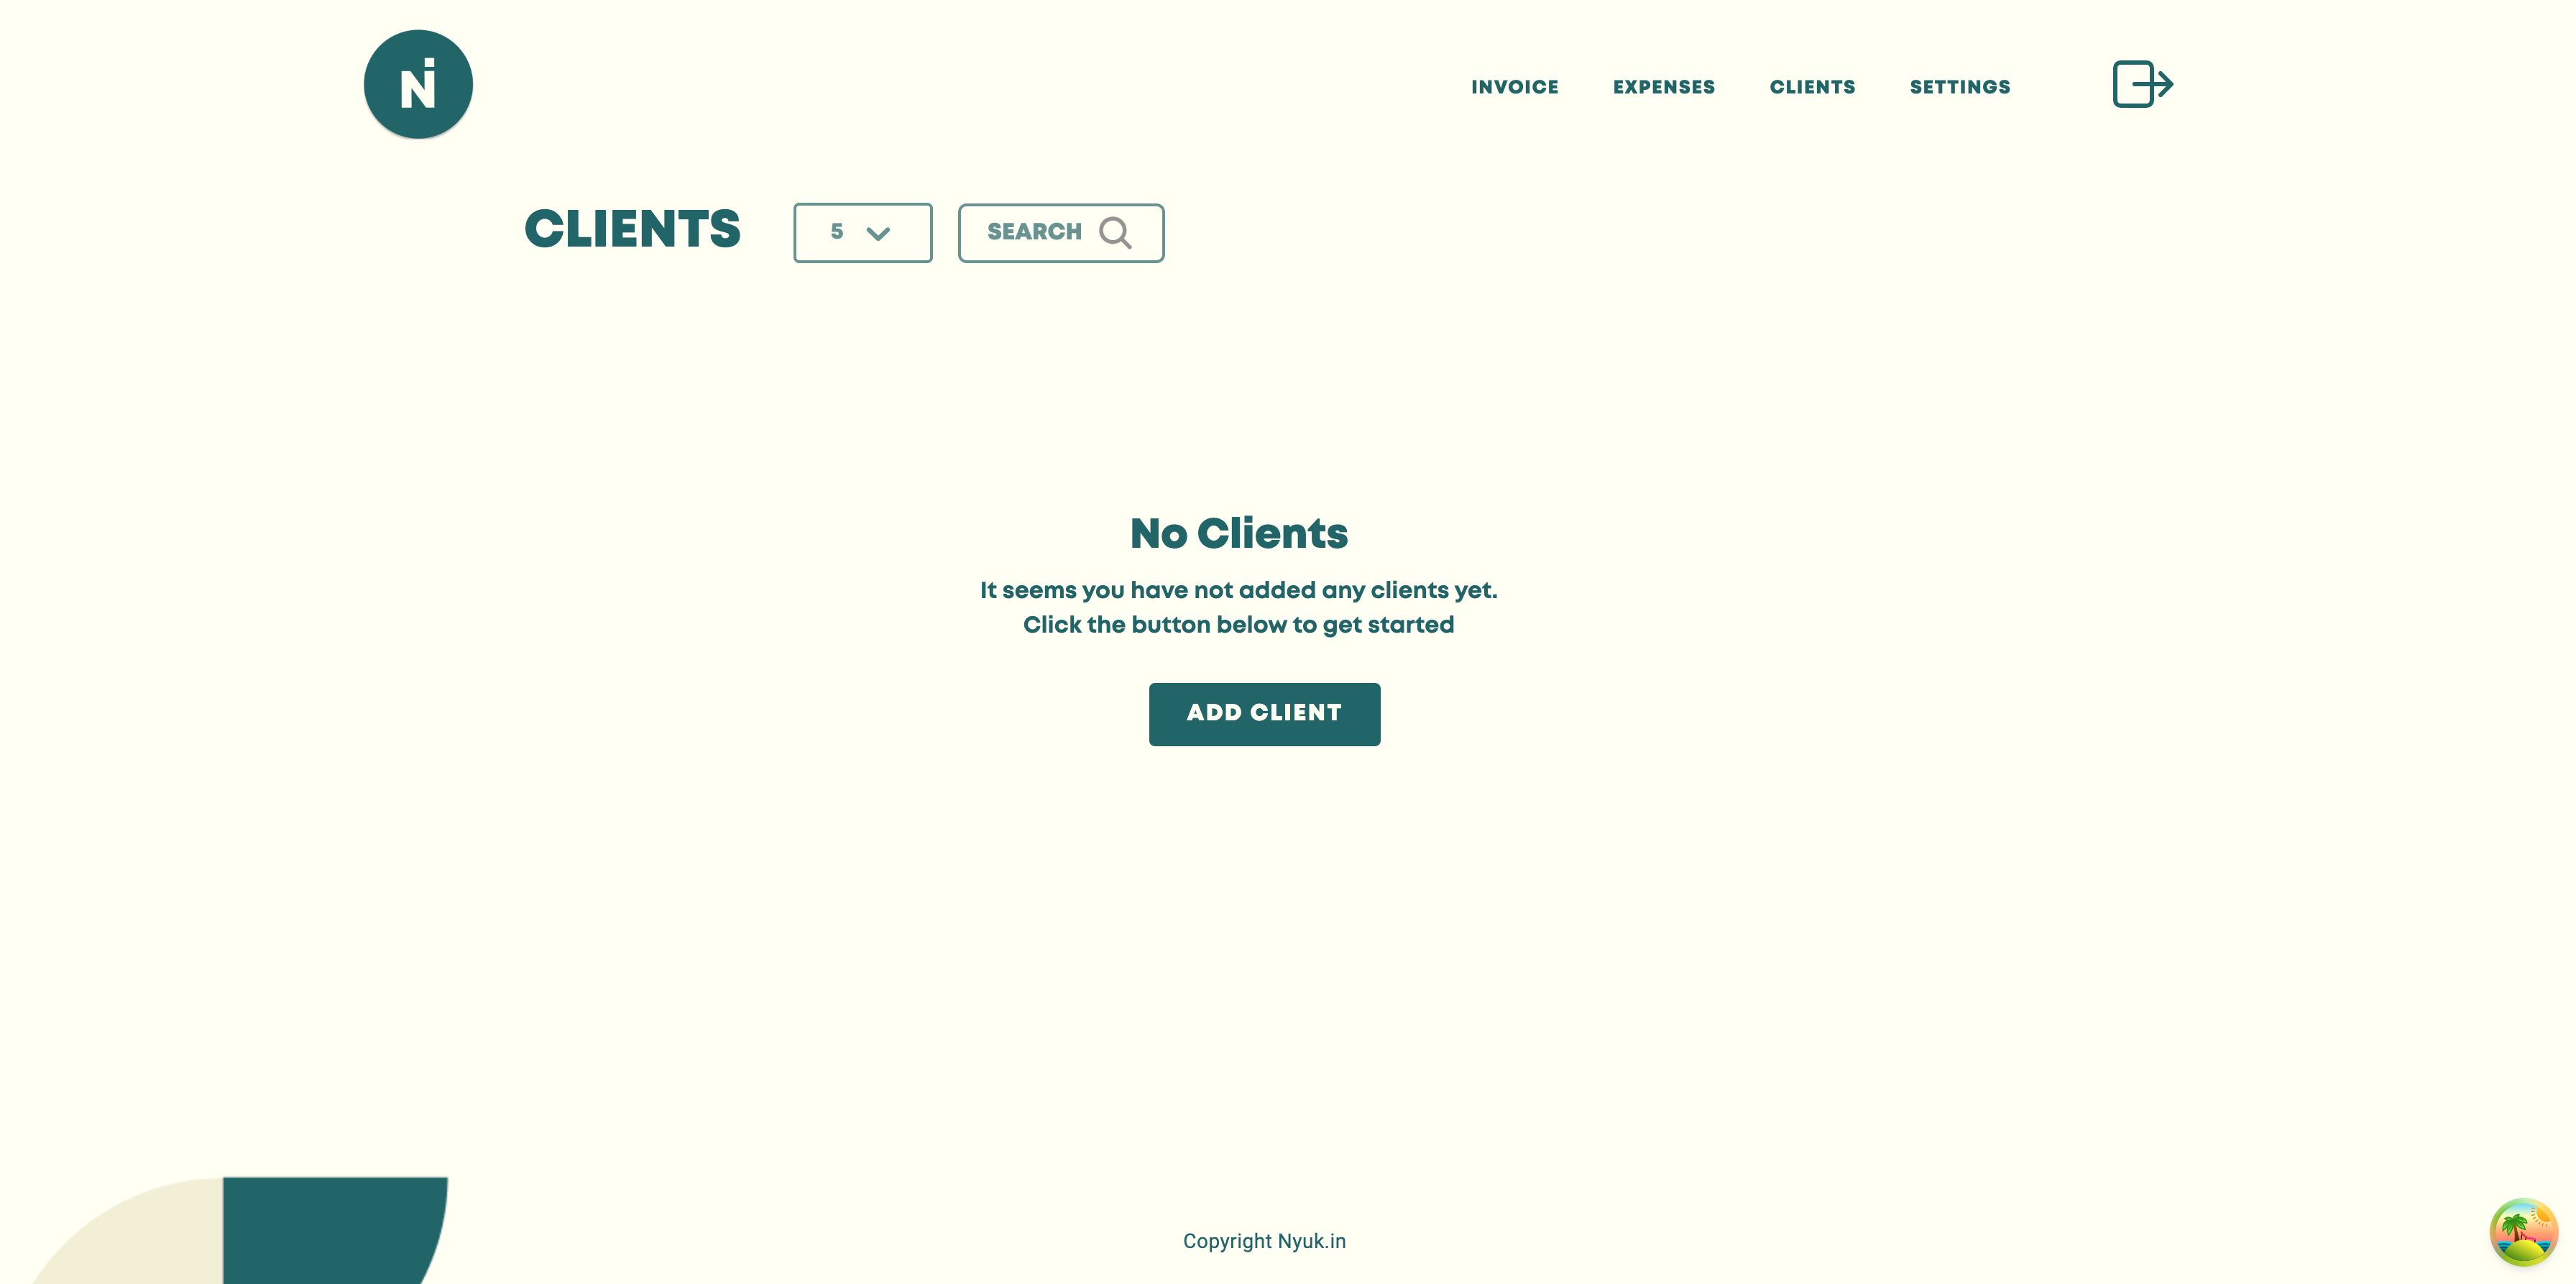 Ni
INVOICE EXPENSES CLIENTS SETTINGS
CLIENTS 5 SEARCH
No Clients
It seems you have not added any clients yet.
Click the button below to get started
ADD CLIENT
Copyright Nyuk.in